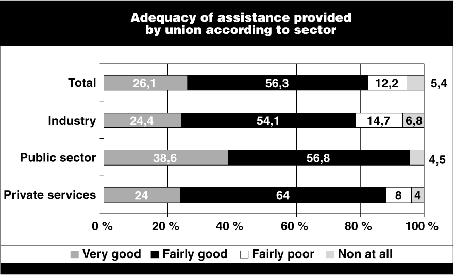 Adequacy of assistance provided
by union according to sector
Total 26,1 56,3 12,2 5,4
Industry 24,4 54,1 14,7 6,8
Public sector 38,6 56,8 4,5
Private services 24 64 8 4
0 % 20 % 40 % 60 % 80 % 100 %
Very good Fairly good Fairly poor Non at all